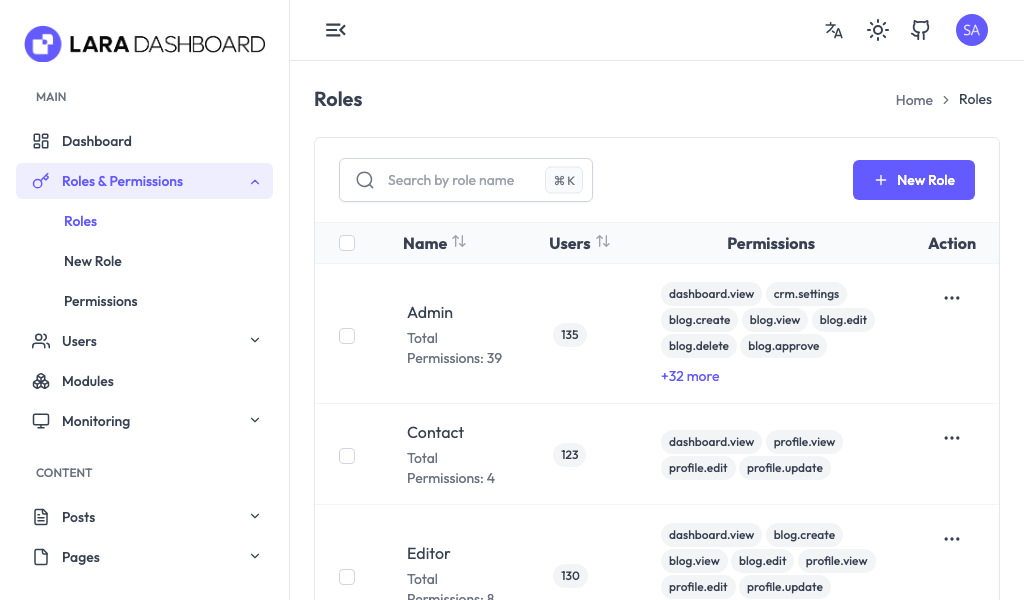 LARA DASHBOARD
MAIN
Dashboard
Roles & Permissions
Roles
New Role
Permissions
Users
Modules
Monitoring
CONTENT
Posts
Pages
SA
Roles
Home > Roles
Search by role name ⌘ K
+ New Role
Name Users Permissions Action
Admin
Total
Permissions: 39
135
dashboard.view crm.settings
blog.create blog.view blog.edit
blog.delete blog.approve
+32 more
Contact
Total
Permissions: 4
123
dashboard.view profile.view
profile.edit profile.update
Editor
Total
Permissions: 8
130
dashboard.view blog.create
blog.view blog.edit profile.view
profile.edit profile.update